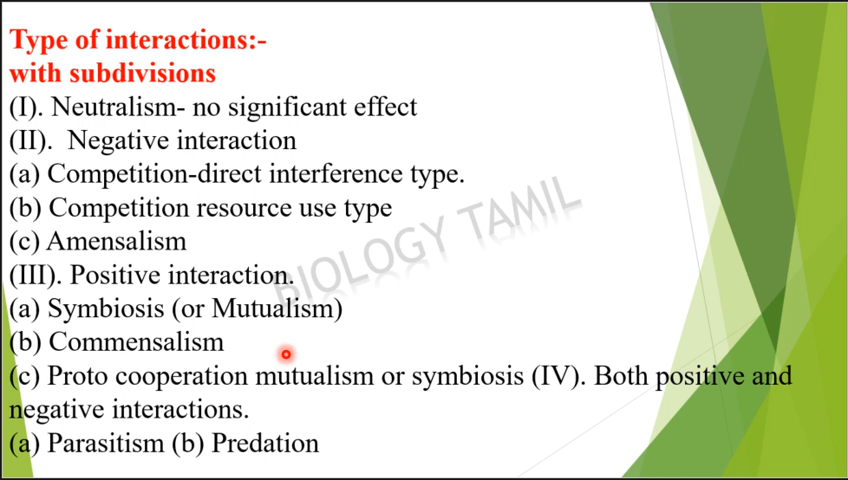 Type of interactions:-
with subdivisions
(I). Neutralism- no significant effect
(II).  Negative interaction
(a) Competition-direct interference type.
(b) Competition resource use type
(c) Amensalism
(III). Positive interaction.
(a) Symbiosis (or Mutualism)
(b) Commensalism
(c) Proto cooperation mutualism or symbiosis (IV). Both positive and
negative interactions.
(a) Parasitism (b) Predation
BIOLOGY TAMIL